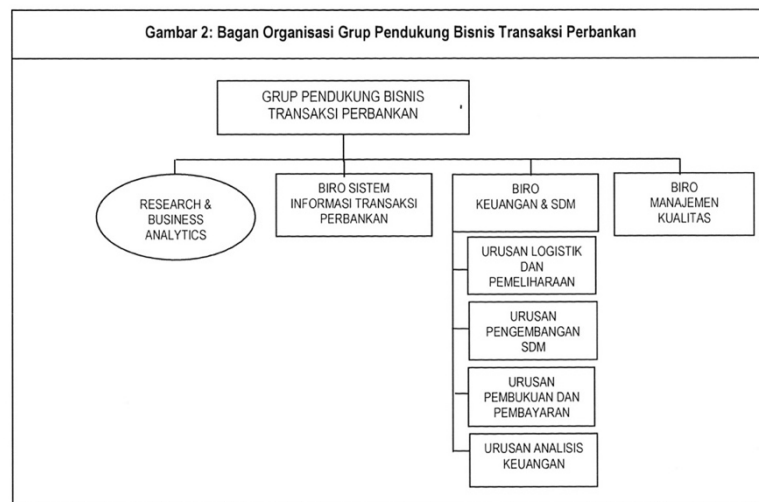 Gambar 2: Bagan Organisasi Grup Pendukung Bisnis Transaksi Perbankan
GRUP PENDUKUNG BISNIS
TRANSAKSI PERBANKAN
RESEARCH &
BUSINESS
ANALYTICS
BIRO SISTEM
INFORMASI TRANSAKSI
PERBANKAN
BIRO
KEUANGAN & SDM
BIRO
MANAJEMEN
KUALITAS
URUSAN LOGISTIK
DAN
PEMELIHARAAN
URUSAN
PENGEMBANGAN
SDM
URUSAN
PEMBUKUAN DAN
PEMBAYARAN
URUSAN ANALISIS
KEUANGAN